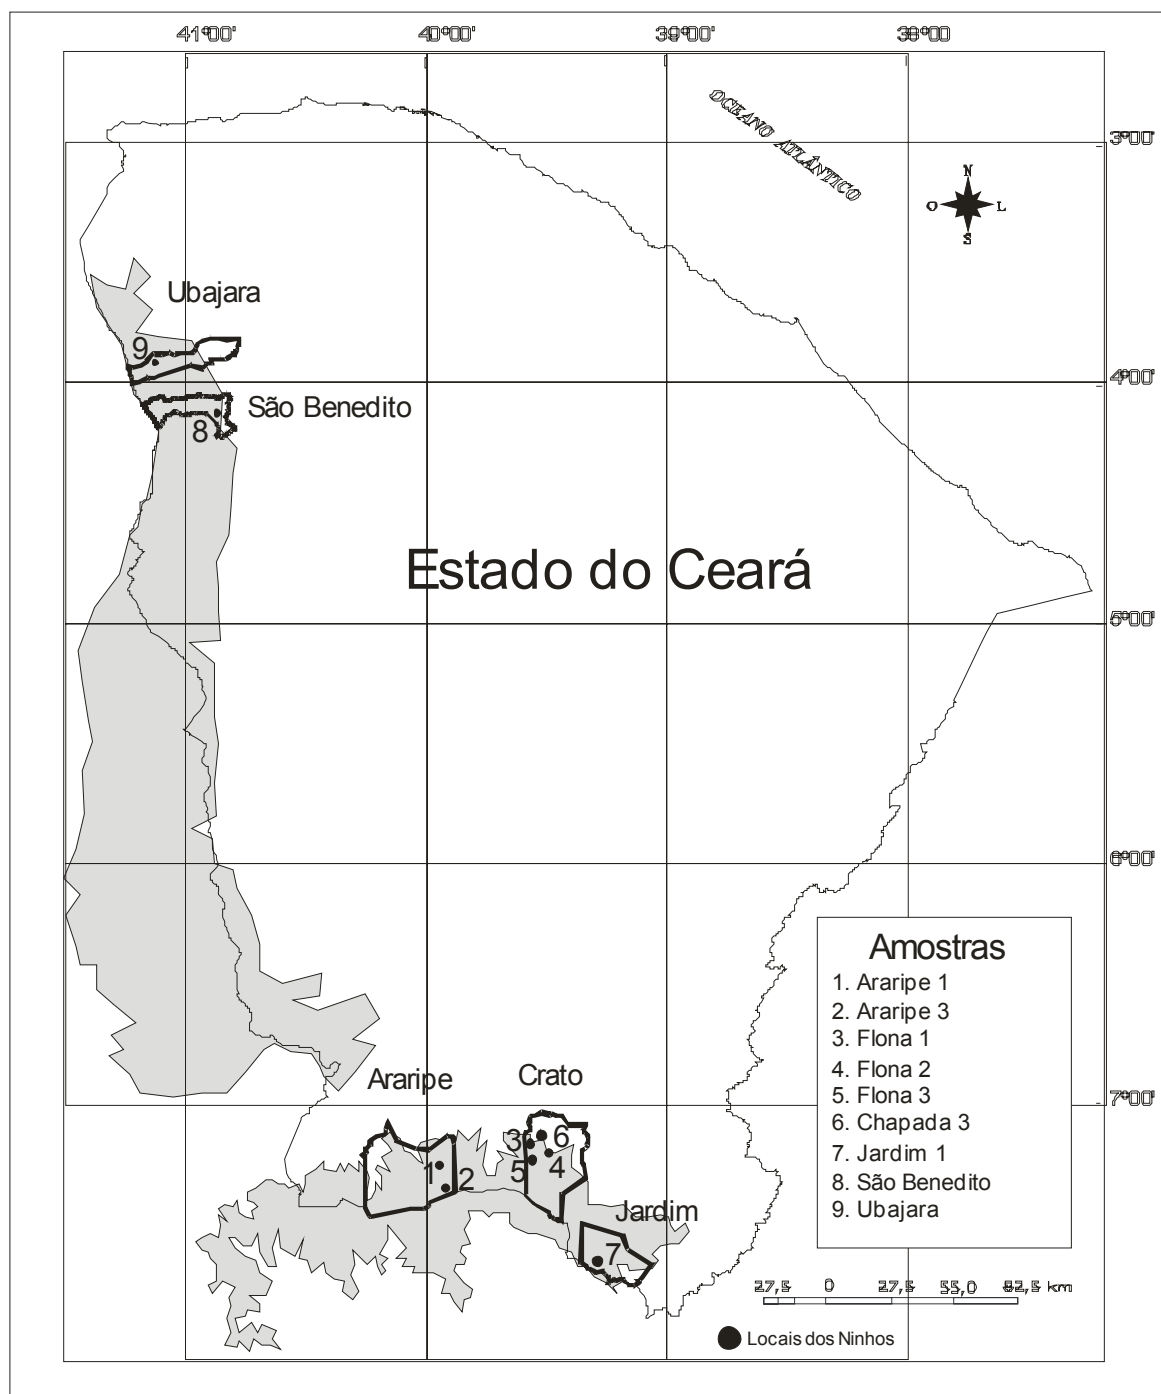 41°00' 40°00' 39°00' 38°00'
OCEANO ATLÂNTICO
3°00'
N
O L
S
Ubajara
9
4°00'
São Benedito
8
Estado do Ceará
5°00'
6°00'
Amostras
1. Araripe 1
2. Araripe 3
3. Flona 1
4. Flona 2
5. Flona 3
6. Chapada 3
7. Jardim 1
8. São Benedito
9. Ubajara
7°00'
Araripe Crato
3 6
1 2 5 4
Jardim
7
27,5 0 27,5 55,0 82,5 km
Locais dos Ninhos